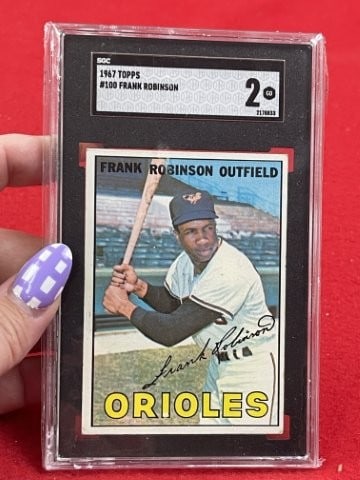 SGC
1967 TOPPS
#100 FRANK ROBINSON
2 GD
2176833
FRANK ROBINSON OUTFIELD
Frank Robinson
ORIOLES